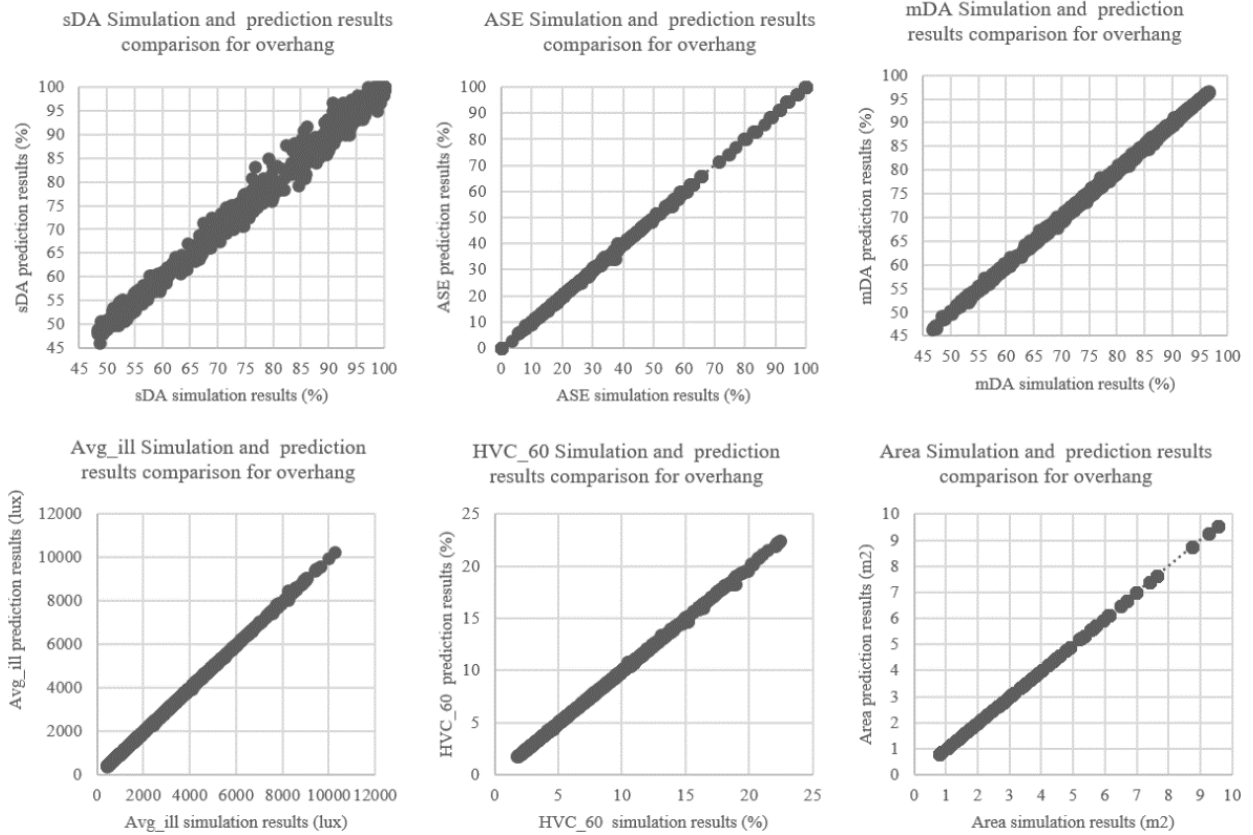 sDA Simulation and prediction results
comparison for overhang
sDA prediction results (%)
100
95
90
85
80
75
70
65
60
55
50
45
45 50 55 60 65 70 75 80 85 90 95 100
sDA simulation results (%)
ASE Simulation and prediction
results comparison for overhang
ASE prediction results (%)
100
90
80
70
60
50
40
30
20
10
0
0 10 20 30 40 50 60 70 80 90 100
ASE simulation results (%)
mDA Simulation and prediction
results comparison for overhang
mDA prediction results (%)
100
95
90
85
80
75
70
65
60
55
50
45
45 50 55 60 65 70 75 80 85 90 95 100
mDA simulation results (%)
Avg_ill Simulation and prediction
results comparison for overhang
Avg_ill prediction results (lux)
12000
10000
8000
6000
4000
2000
0
0 2000 4000 6000 8000 10000 12000
Avg_ill simulation results (lux)
HVC_60 Simulation and prediction
results comparison for overhang
HVC_60 prediction results (%)
25
20
15
10
5
0
0 5 10 15 20 25
HVC_60 simulation results (%)
Area Simulation and prediction results
comparison for overhang
Area prediction results (m2)
10
9
8
7
6
5
4
3
2
1
0
0 1 2 3 4 5 6 7 8 9 10
Area simulation results (m2)